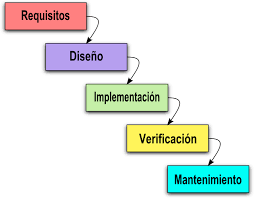 Requisitos
Diseño
Implementación
Verificación
Mantenimiento